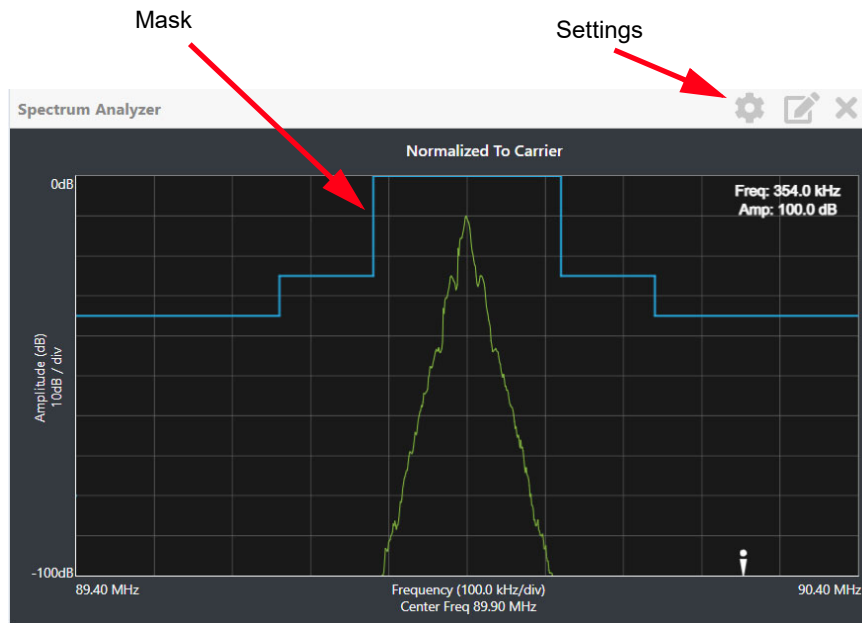 Mask
Settings
Spectrum Analyzer
Normalized To Carrier
0dB
Freq: 354.0 kHz
Amp: 100.0 dB
Amplitude (dB)
10dB / div
-100dB
89.40 MHz
Frequency (100.0 kHz/div)
90.40 MHz
Center Freq 89.90 MHz